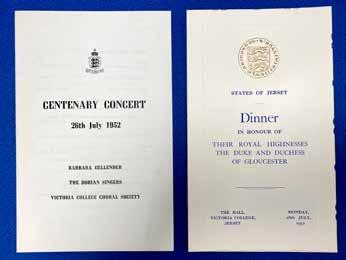 CENTENARY CONCERT
26th July 1952
BARBARA ELLENDER
THE DORIAN SINGERS
VICTORIA COLLEGE CHORAL SOCIETY
STATES OF JERSEY
Dinner
IN HONOUR OF
THEIR ROYAL HIGHNESSES
THE DUKE AND DUCHESS
OF GLOUCESTER
THE HALL,
VICTORIA COLLEGE,
JERSEY
MONDAY,
28th JULY,
1952